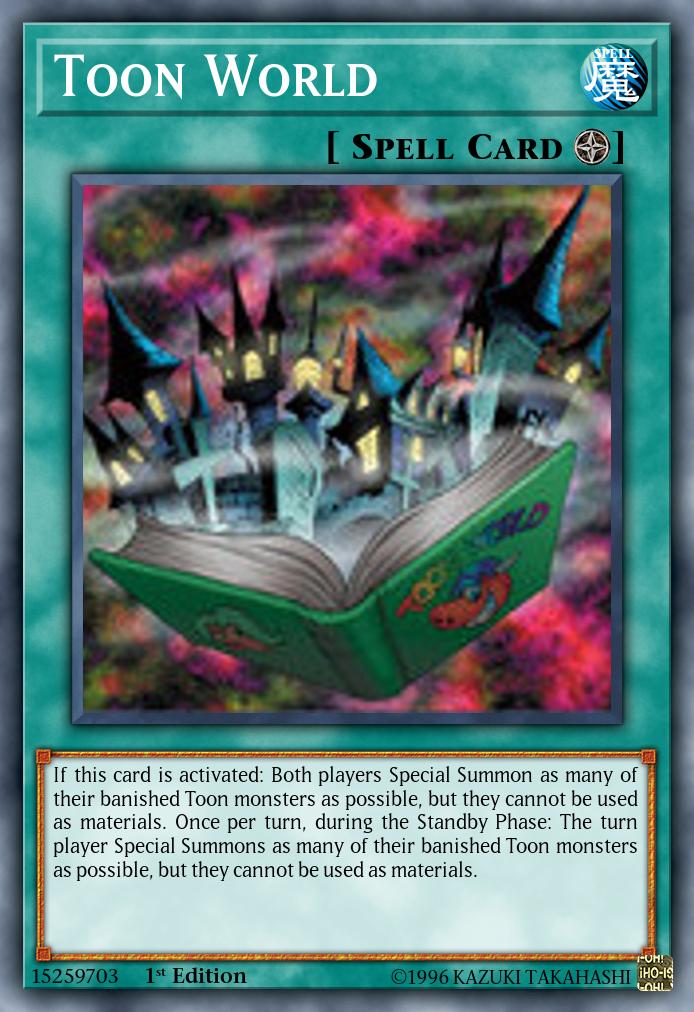 TOON WORLD
SPELL
魔
[ SPELL CARD ]
TOON WORLD
If this card is activated: Both players Special Summon as many of
their banished Toon monsters as possible, but they cannot be used
as materials. Once per turn, during the Standby Phase: The turn
player Special Summons as many of their banished Toon monsters
as possible, but they cannot be used as materials.
15259703 1st Edition ©1996 KAZUKI TAKAHASHI